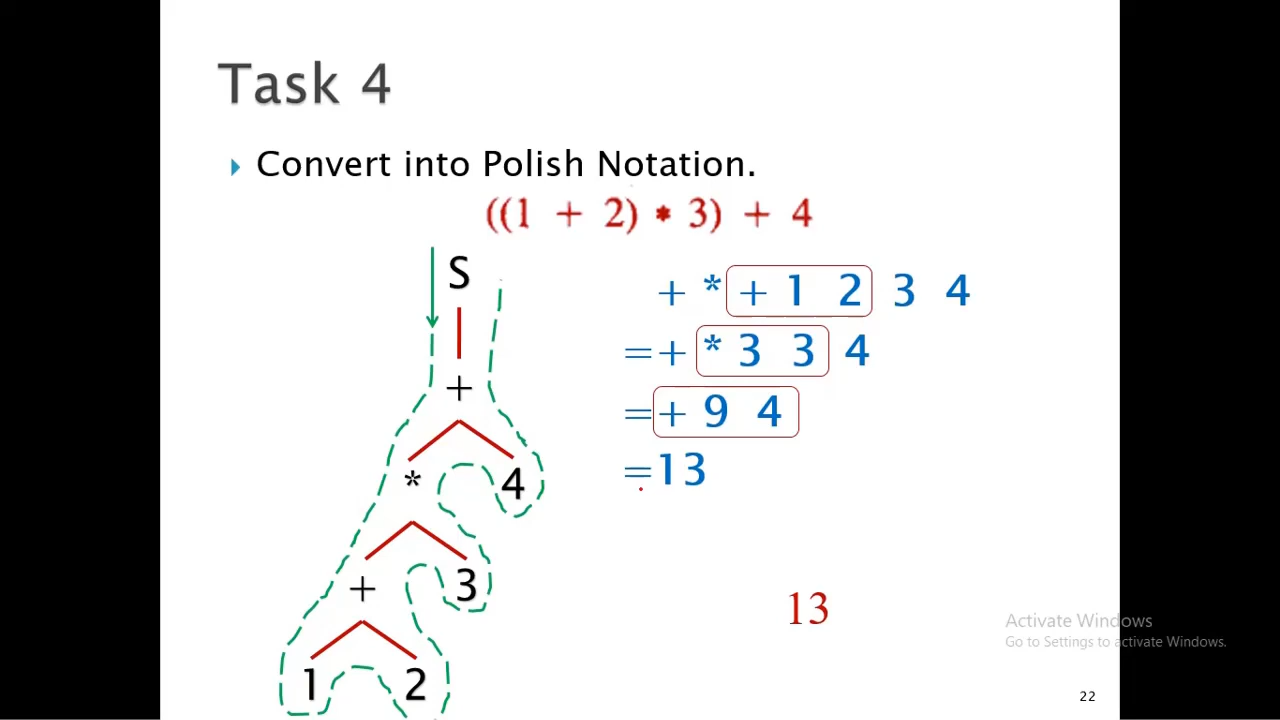 Task 4
Convert into Polish Notation.
((1 + 2) * 3) + 4
S
+
* 4
+ 3
1 2
+ * + 1 2 3 4
=+ * 3 3 4
=+ 9 4
=13
13
Activate Windows
Go to Settings to activate Windows.
22